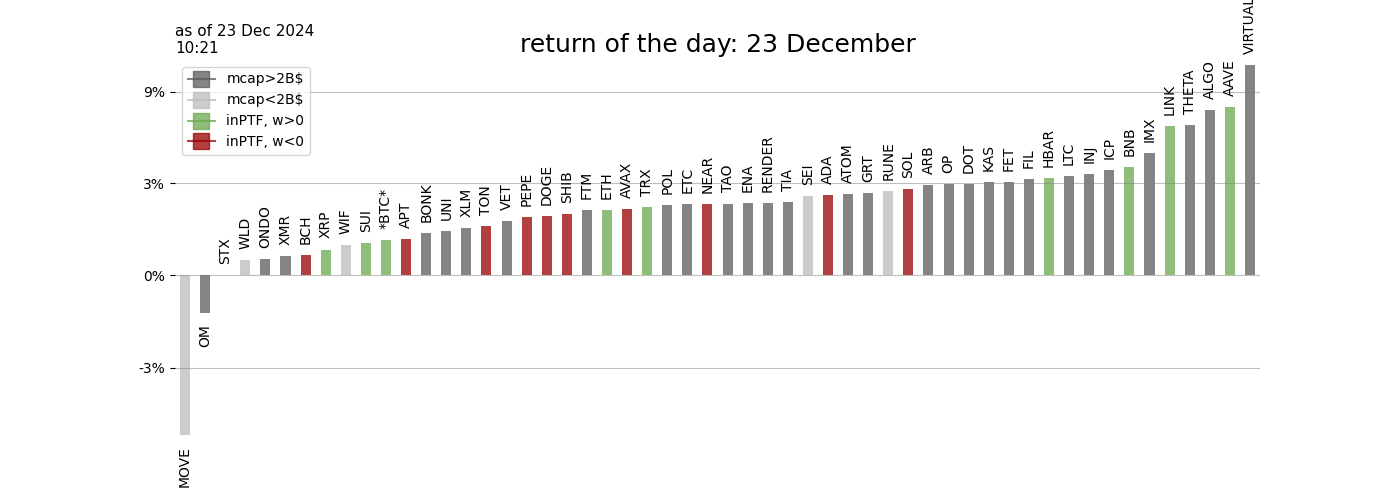 as of 23 Dec 2024
10:21
return of the day: 23 December
mcap>2B$
mcap<2B$
inPTF, w>0
inPTF, w<0
9%
3%
0%
-3%
MOVE
OM
STX
WLD
ONDO
XMR
BCH
XRP
WIF
SUI
*BTC*
APT
BONK
UNI
XLM
TON
VET
PEPE
DOGE
SHIB
FTM
ETH
AVAX
TRX
POL
ETC
NEAR
TAO
ENA
RENDER
TIA
SEI
ADA
ATOM
GRT
RUNE
SOL
ARB
OP
DOT
KAS
FET
FIL
HBAR
LTC
INJ
ICP
BNB
IMX
LINK
THETA
ALGO
AAVE
VIRTUAL